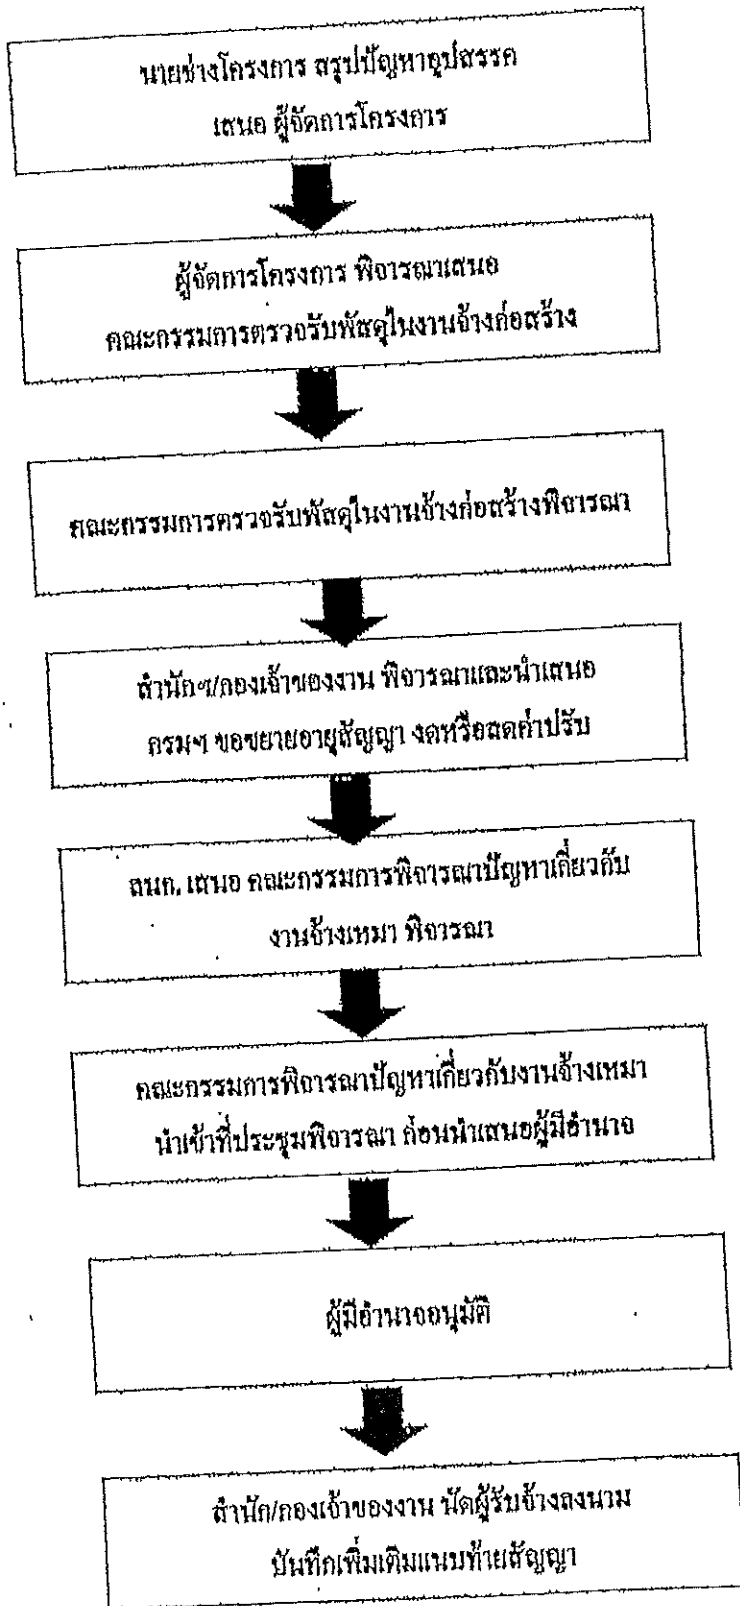 นายช่างโครงการ สรุปปัญหาอุปสรรค
เสนอ ผู้จัดการโครงการ
ผู้จัดการโครงการ พิจารณาเสนอ
คณะกรรมการตรวจรับพัสดุในงานจ้างก่อสร้าง
คณะกรรมการตรวจรับพัสดุในงานจ้างก่อสร้างพิจารณา
สำนักฯ/กองเจ้าของงาน พิจารณาและนำเสนอ
ครมฯ ขอขยายอายุสัญญา งดหรือลดค่าปรับ
สนก. เสนอ คณะกรรมการพิจารณาปัญหาเกี่ยวกับ
งานจ้างเหมา พิจารณา
คณะกรรมการพิจารณาปัญหาเกี่ยวกับงานจ้างเหมา
นำเข้าที่ประชุมพิจารณา ก่อนนำเสนอผู้มีอำนาจ
ผู้มีอำนาจอนุมัติ
สำนัก/กองเจ้าของงาน นัดผู้รับจ้างลงนาม
บันทึกเพิ่มเติมแนบท้ายสัญญา